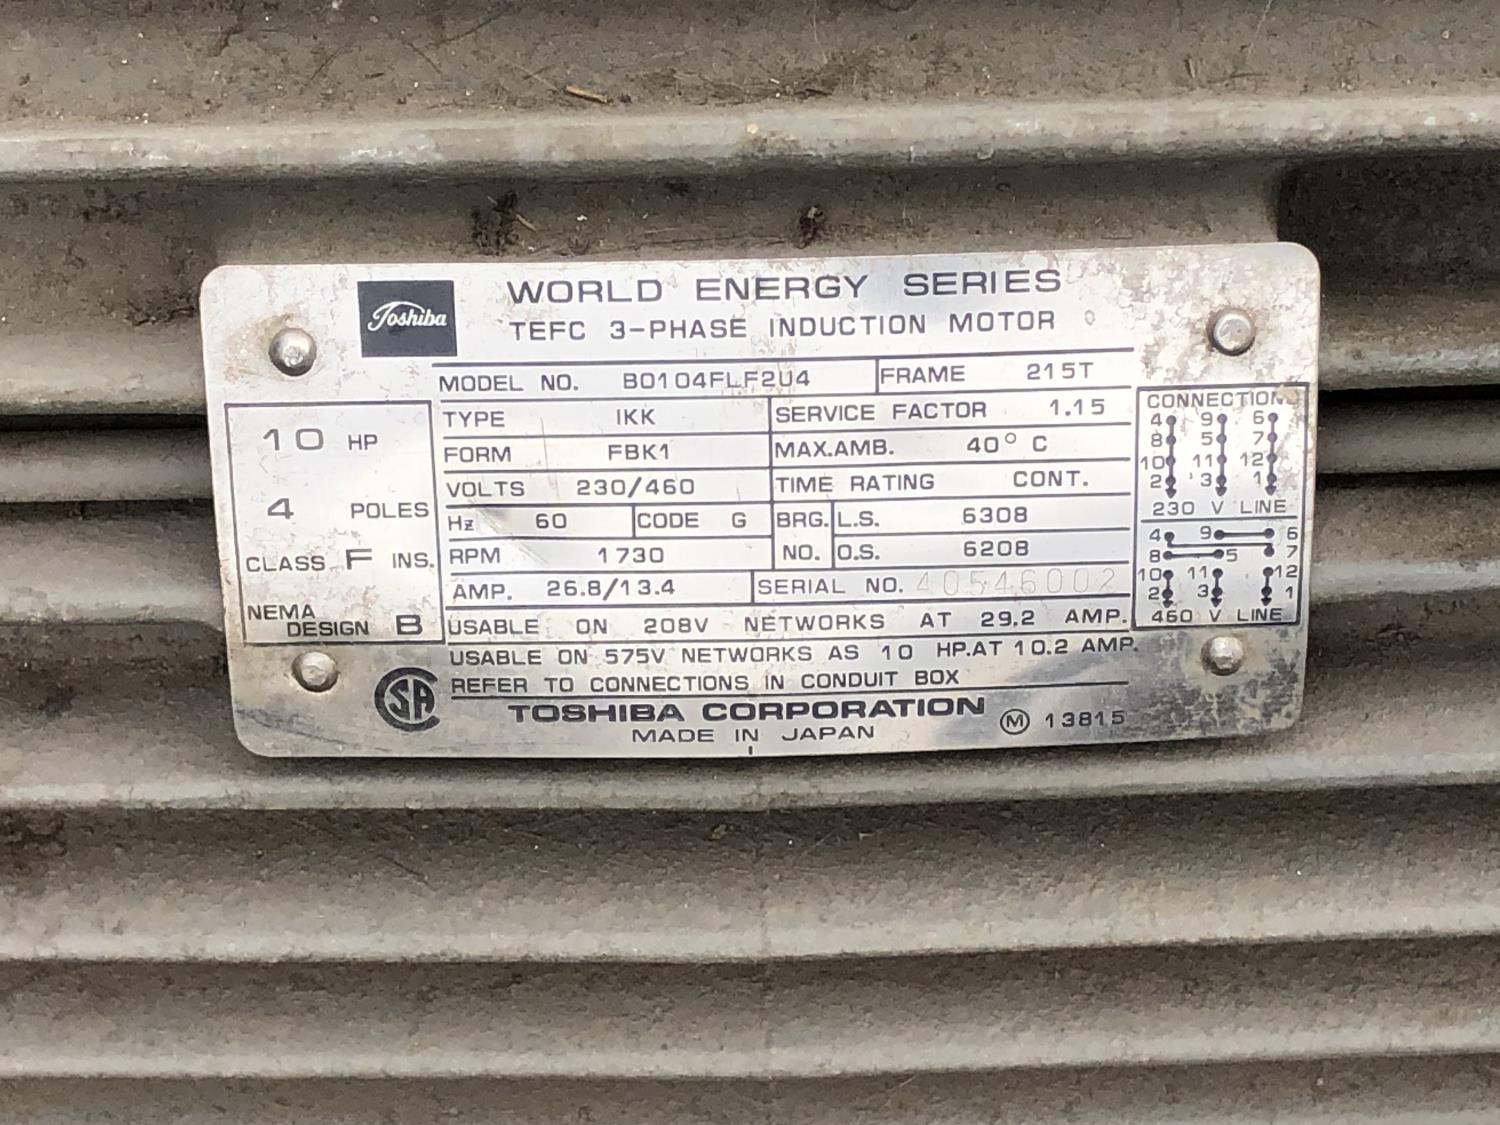 Toshiba
WORLD ENERGY SERIES
TEFC 3-PHASE INDUCTION MOTOR
MODEL NO. B0104FLF2U4 FRAME 215T
10 HP
4 POLES
CLASS F INS.
NEMA
DESIGN B
TYPE IKK SERVICE FACTOR 1.15
FORM FBK1 MAX.AMB. 40° C
VOLTS 230/460 TIME RATING CONT.
Hz 60 CODE G BRG. L.S. 6308
RPM 1730 NO. O.S. 6208
AMP. 26.8/13.4 SERIAL NO. 40546002
USABLE ON 208V NETWORKS AT 29.2 AMP.
USABLE ON 575V NETWORKS AS 10 HP.AT 10.2 AMP.
REFER TO CONNECTIONS IN CONDUIT BOX
CONNECTION
4 9 6
8 5 7
10 11 12
2 3 1
230 V LINE
4 9 6
8 5 7
10 11 12
2 3 1
460 V LINE
SA
TOSHIBA CORPORATION
M 13815
MADE IN JAPAN